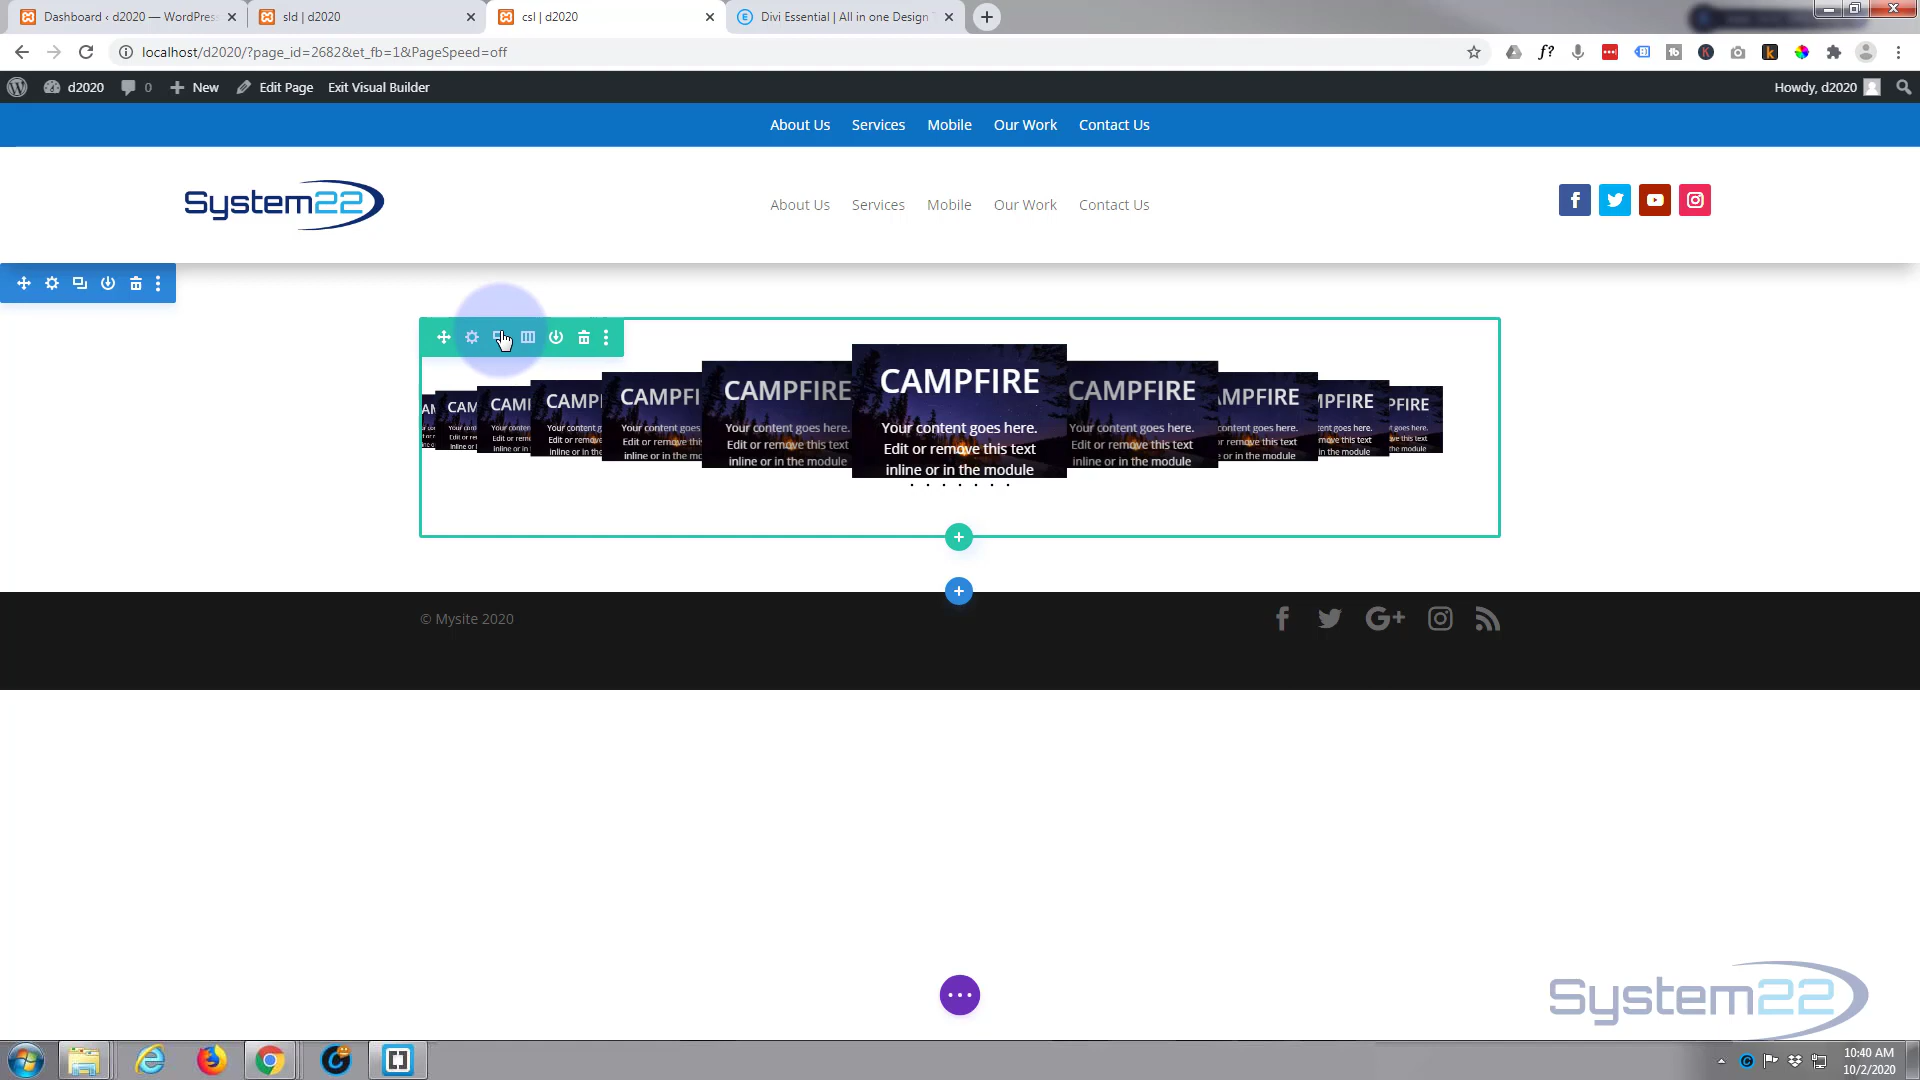 Dashboard ‹ d2020 — WordPress
sld | d2020
csl | d2020
Divi Essential | All in one Design
localhost/d2020/?page_id=2682&et_fb=1&PageSpeed=off
d2020
0
New
Edit Page
Exit Visual Builder
Howdy, d2020
About Us
Services
Mobile
Our Work
Contact Us
System22
About Us
Services
Mobile
Our Work
Contact Us
CAMPFIRE
Your content goes here.
Edit or remove this text
inline or in the module
CAMPFIRE
Your content goes here.
Edit or remove this text
inline or in the module
CAMPFIRE
Your content goes here.
Edit or remove this text
inline or in the module
© Mysite 2020
System22
10:40 AM
10/2/2020